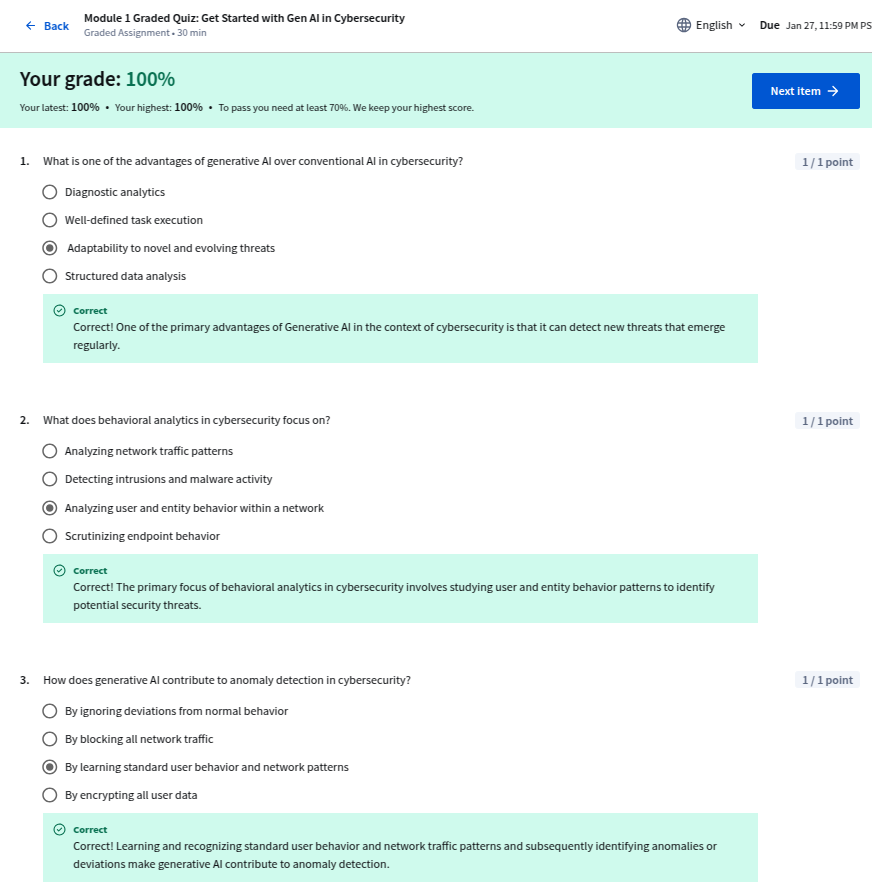 Back
Module 1 Graded Quiz: Get Started with Gen AI in Cybersecurity
Graded Assignment • 30 min
English
Due Jan 27, 11:59 PM PS
Your grade: 100%
Your latest: 100% • Your highest: 100% • To pass you need at least 70%. We keep your highest score.
Next item
1. What is one of the advantages of generative AI over conventional AI in cybersecurity?
1 / 1 point
Diagnostic analytics
Well-defined task execution
Adaptability to novel and evolving threats
Structured data analysis
Correct
Correct! One of the primary advantages of Generative AI in the context of cybersecurity is that it can detect new threats that emerge
regularly.
2. What does behavioral analytics in cybersecurity focus on?
1 / 1 point
Analyzing network traffic patterns
Detecting intrusions and malware activity
Analyzing user and entity behavior within a network
Scrutinizing endpoint behavior
Correct
Correct! The primary focus of behavioral analytics in cybersecurity involves studying user and entity behavior patterns to identify
potential security threats.
3. How does generative AI contribute to anomaly detection in cybersecurity?
1 / 1 point
By ignoring deviations from normal behavior
By blocking all network traffic
By learning standard user behavior and network patterns
By encrypting all user data
Correct
Correct! Learning and recognizing standard user behavior and network traffic patterns and subsequently identifying anomalies or
deviations make generative AI contribute to anomaly detection.